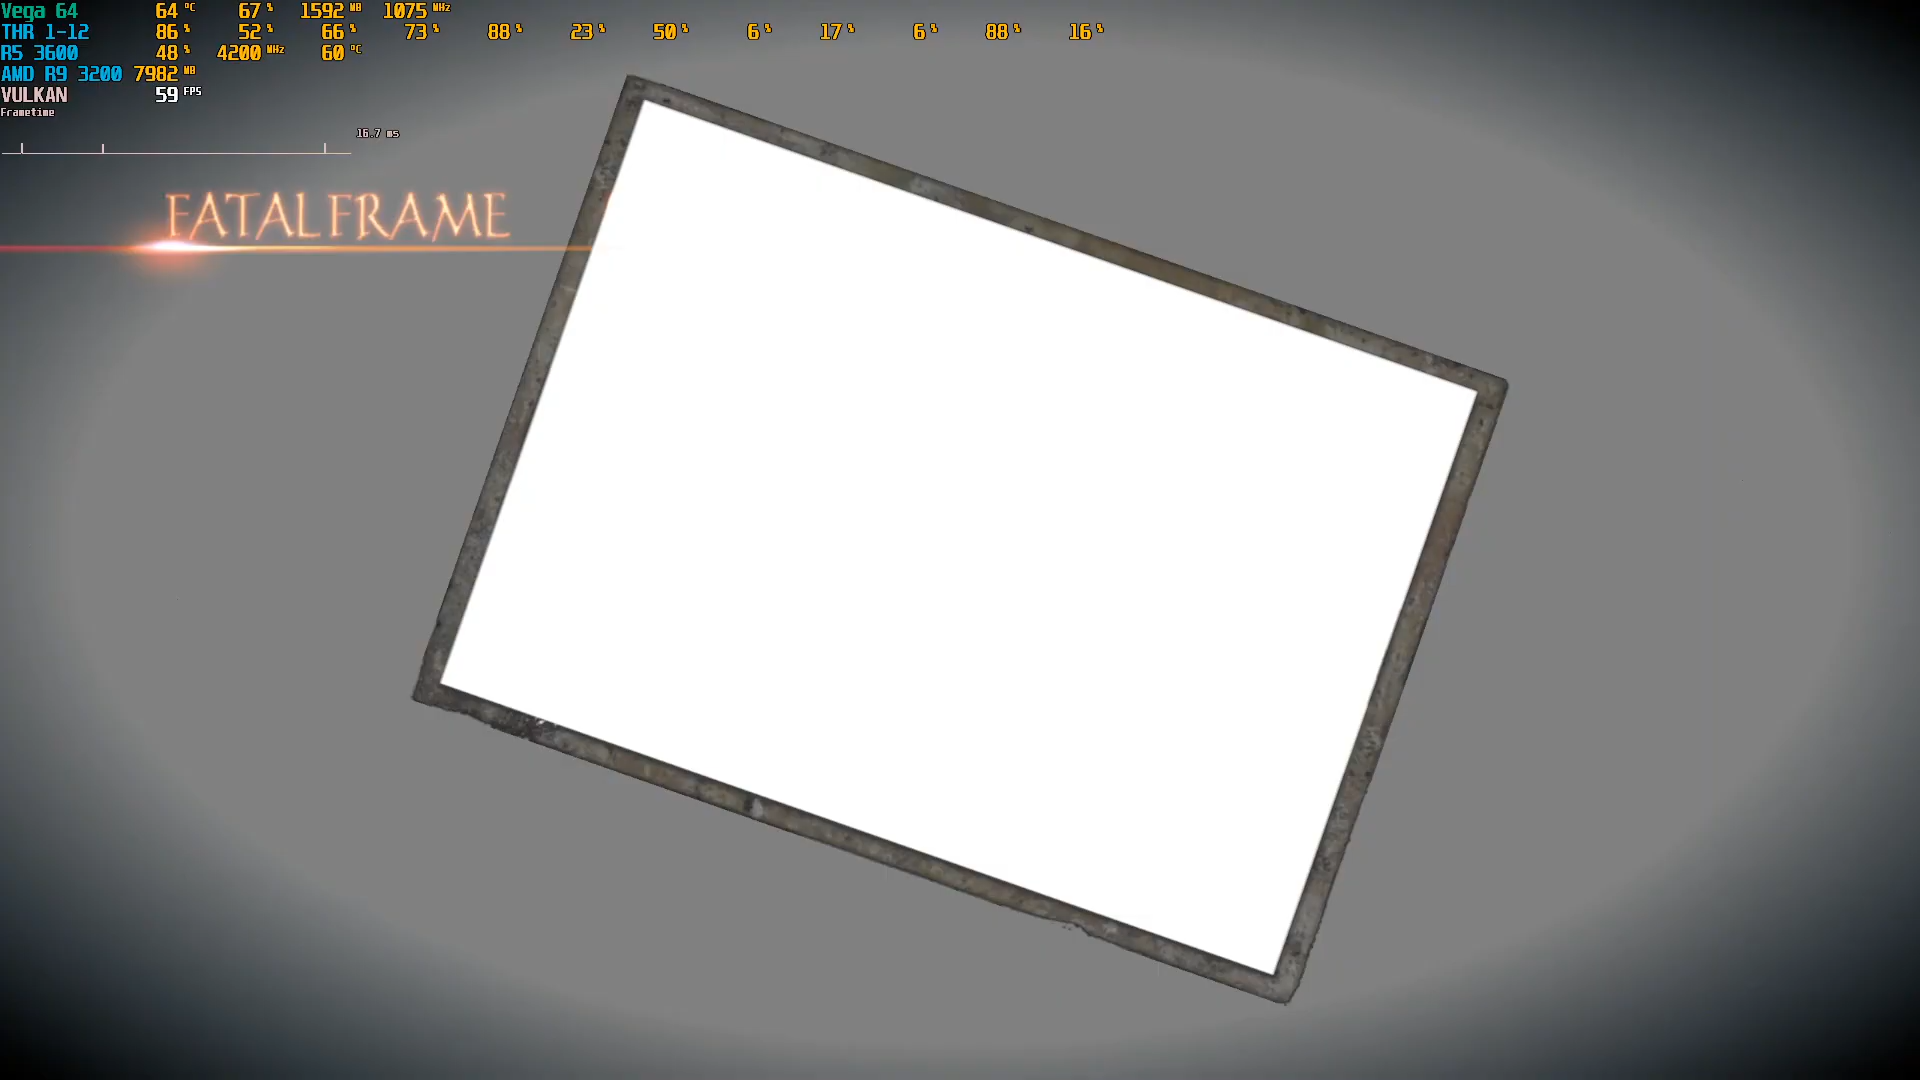 Vega 64 64 °C 67 % 1592 MB 1075 MHz
THR 1-12 86 % 52 % 66 % 73 % 88 % 23 % 50 % 6 % 17 % 6 % 88 % 16 %
R5 3600 48 % 4200 MHz 60 °C
AMD R9 3200 7982 MB
VULKAN 59 FPS
Frametime
16.7 ms
FATAL FRAME